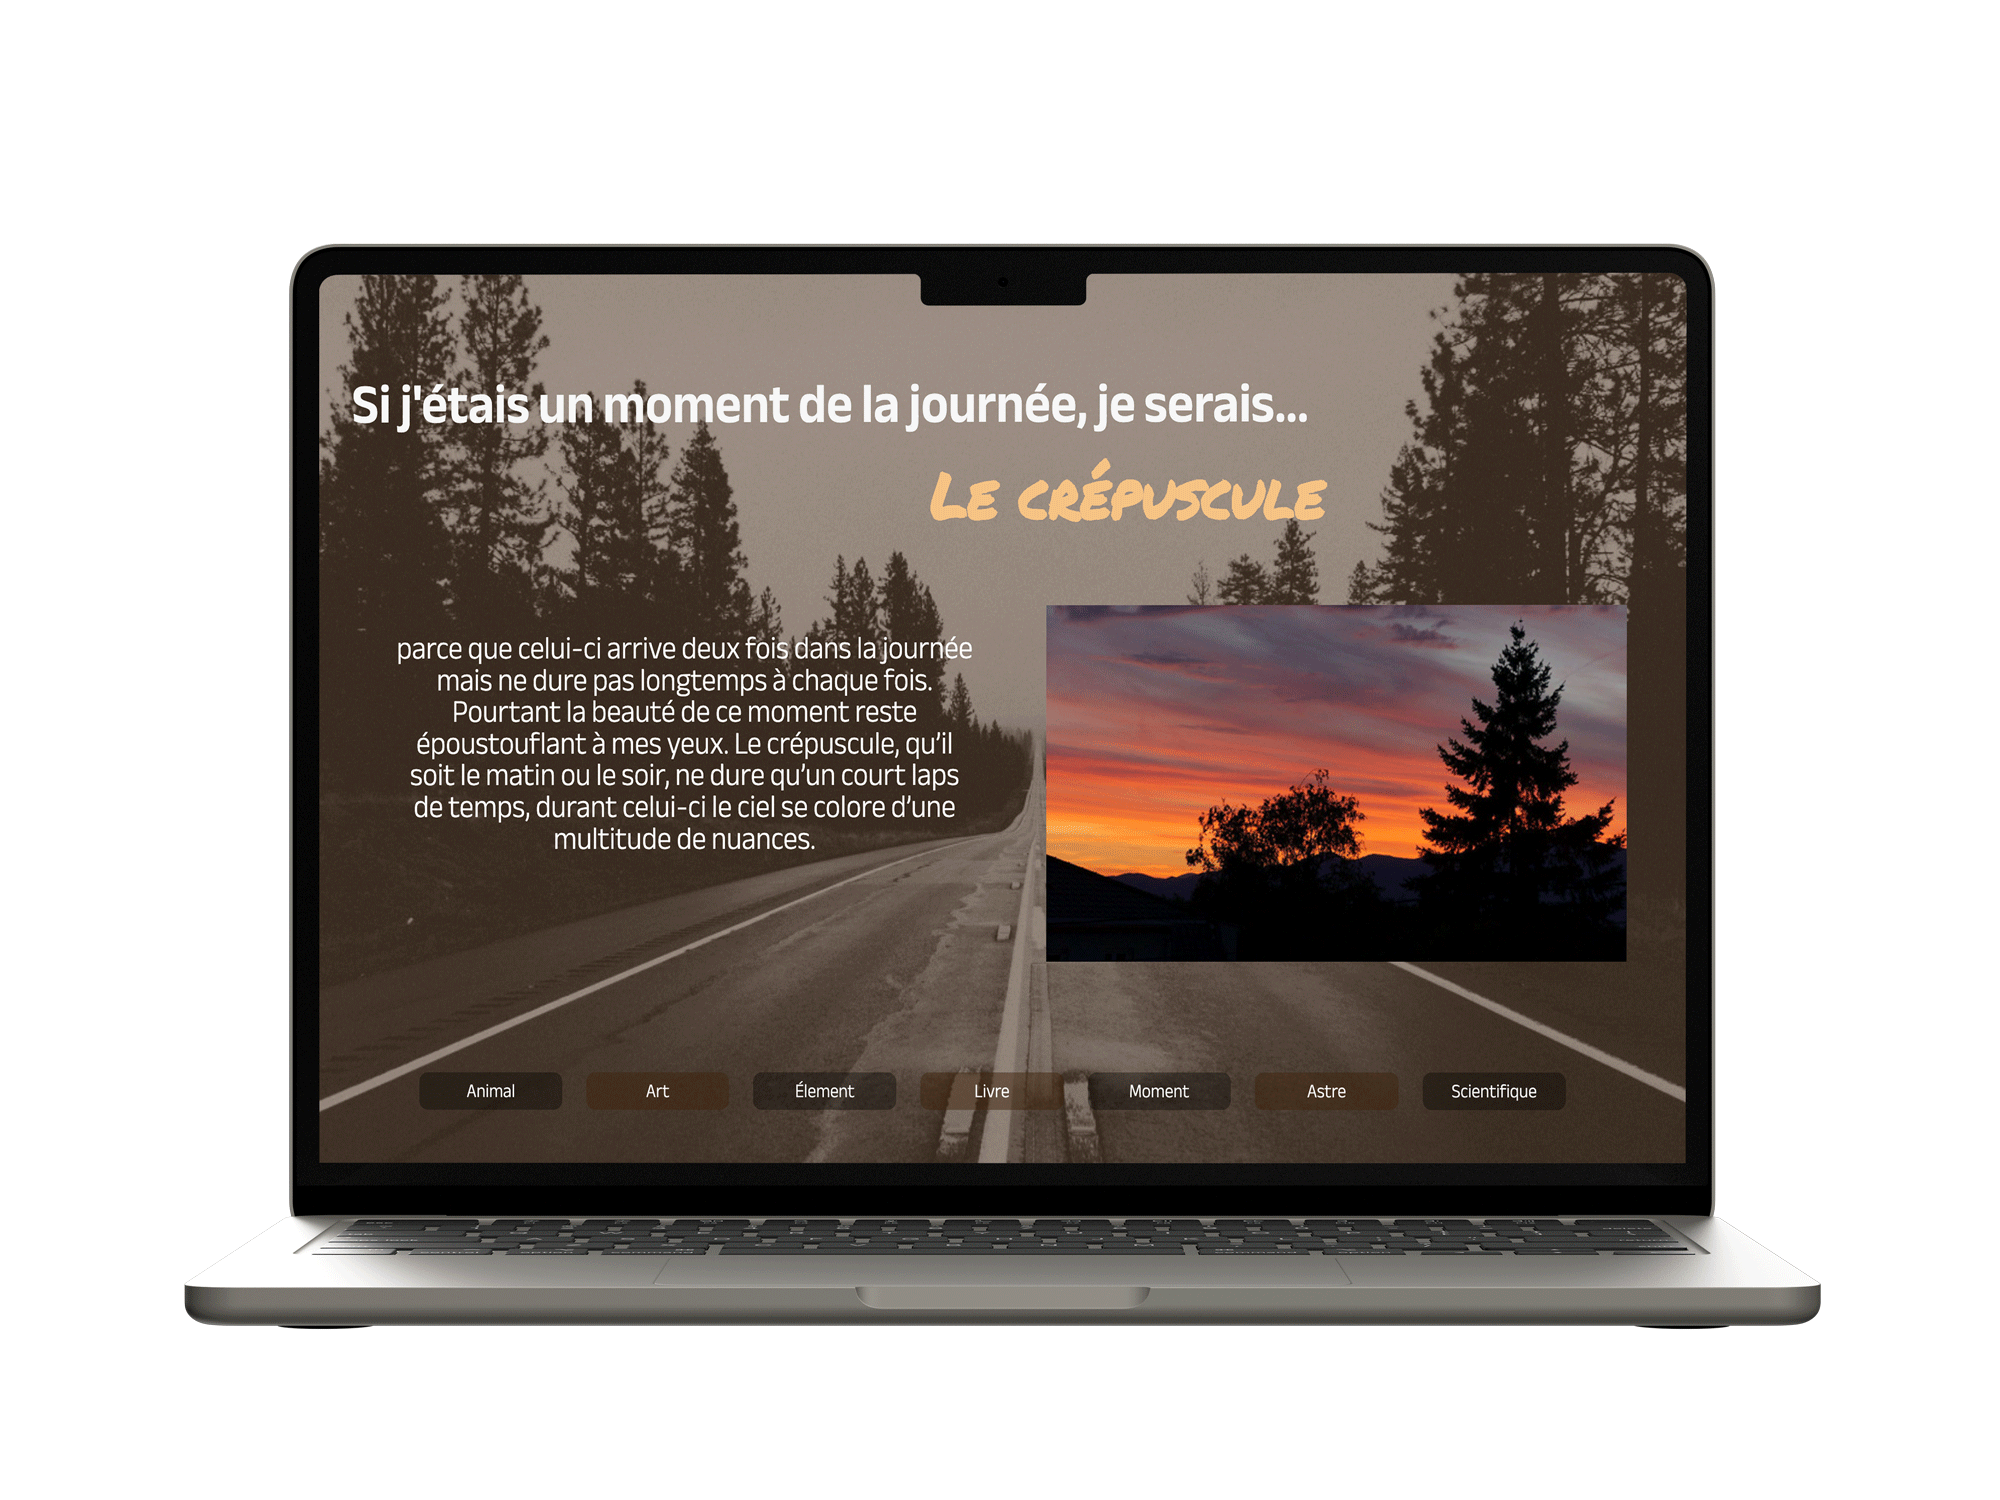 Si j'étais un moment de la journée, je serais...
Le crépuscule
parce que celui-ci arrive deux fois dans la journée
mais ne dure pas longtemps à chaque fois.
Pourtant la beauté de ce moment reste
époustouflant à mes yeux. Le crépuscule, qu’il
soit le matin ou le soir, ne dure qu’un court laps
de temps, durant celui-ci le ciel se colore d’une
multitude de nuances.
Animal Art Élement Livre Moment Astre Scientifique